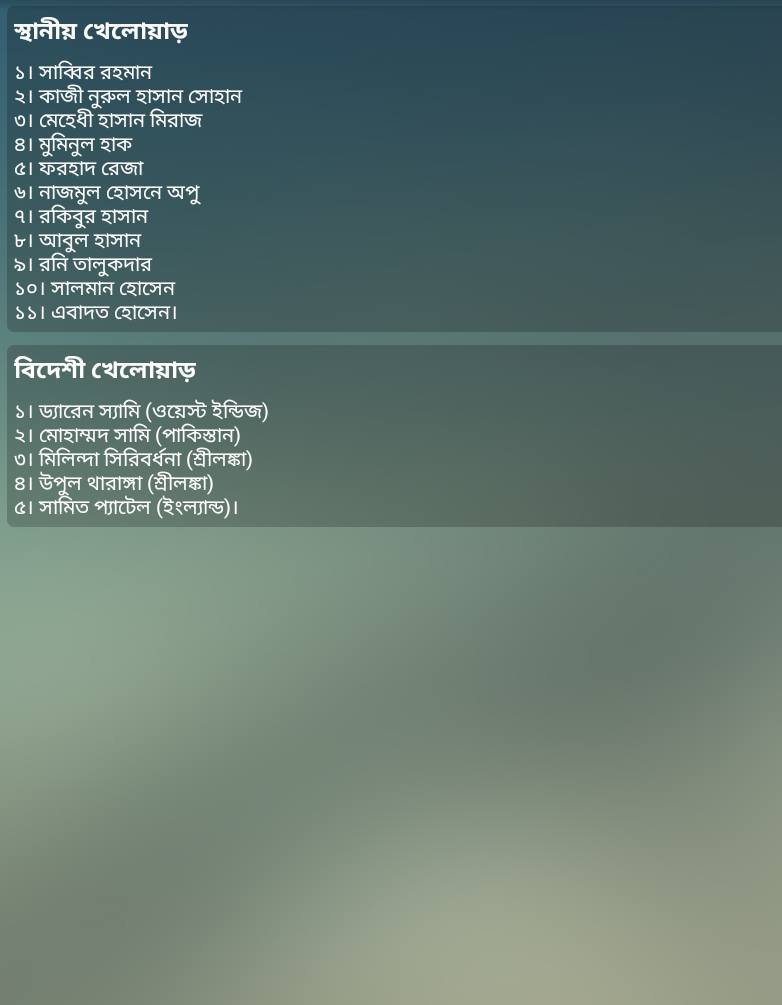 স্থানীয় খেলোয়াড়
১। সাব্বির রহমান
২। কাজী নুরুল হাসান সোহান
৩। মেহেধী হাসান মিরাজ
৪। মুমিনুল হাক
৫। ফরহাদ রেজা
৬। নাজমুল হোসনে অপু
৭। রকিবুর হাসান
৮। আবুল হাসান
৯। রনি তালুকদার
১০। সালমান হোসেন
১১। এবাদত হোসেন।
বিদেশী খেলোয়াড়
১। ড্যারেন স্যামি (ওয়েস্ট ইন্ডিজ)
২। মোহাম্মদ সামি (পাকিস্তান)
৩। মিলিন্দা সিরিবর্ধনা (শ্রীলঙ্কা)
৪। উপুল থারাঙ্গা (শ্রীলঙ্কা)
৫। সামিত প্যাটেল (ইংল্যান্ড)।